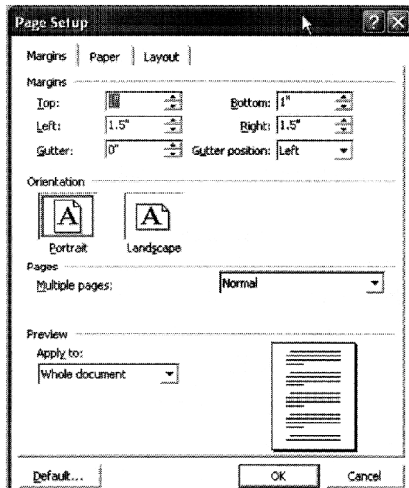 Page Setup
Margins Paper Layout
Margins
Top: Bottom: 1"
Left: 1.5" Right: 1.5"
Gutter: 0" Gutter position: Left
Orientation
A A
Portrait Landscape
Pages
Multiple pages: Normal
Preview
Apply to:
Whole document
Default... OK Cancel